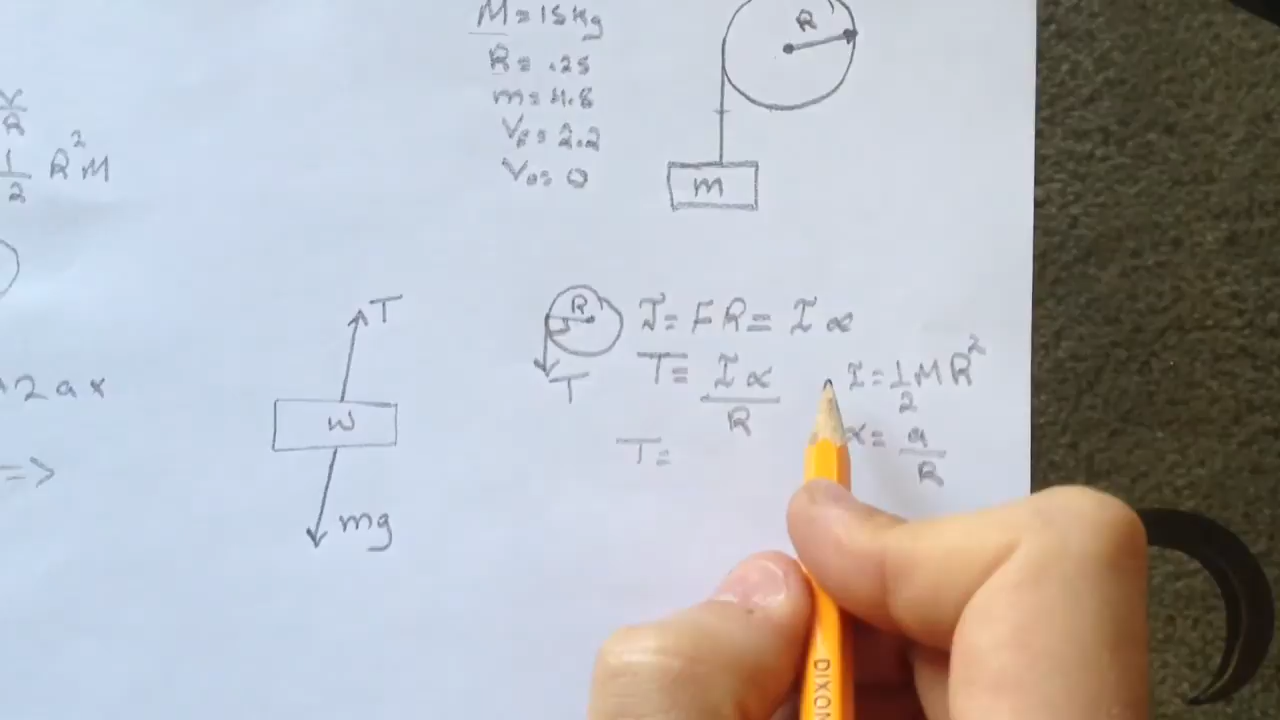 M = 15 kg
R = .25
m = 4.8
Vf = 2.2
V0 = 0
R
m
V/R
1/2 R²M
T
w
mg
+2ax
=>
R
T
τ = FR = Iα
T = Iα/R
I = 1/2 MR²
α = a/R
T =
DIXON